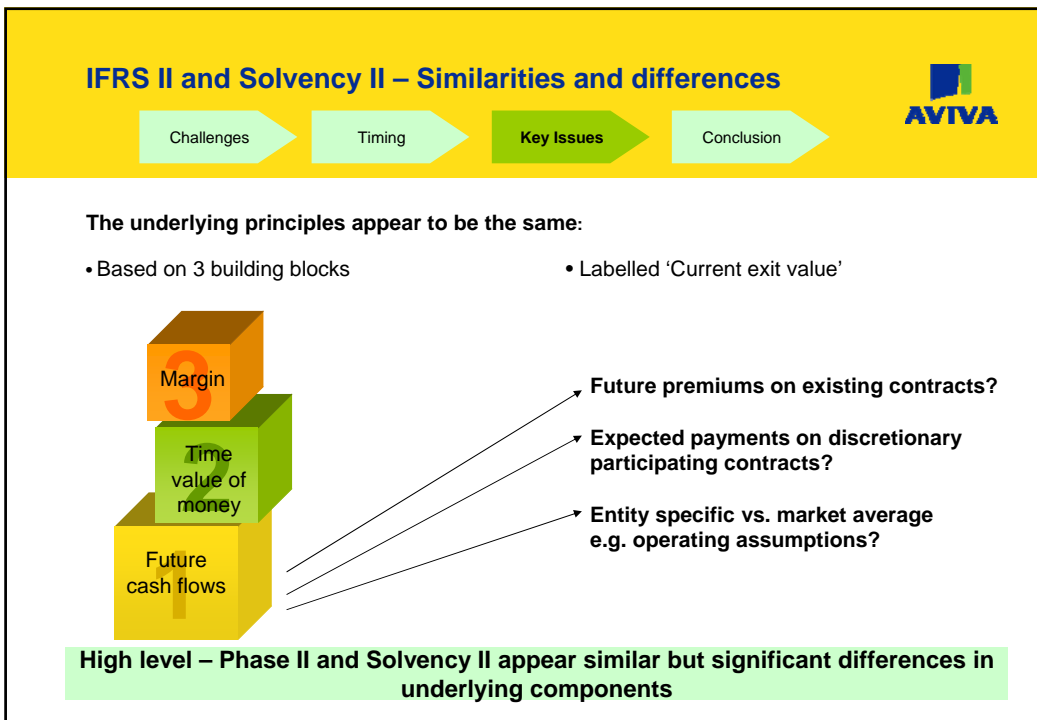 IFRS II and Solvency II – Similarities and differences
AVIVA
Challenges
Timing
Key Issues
Conclusion
The underlying principles appear to be the same:
• Based on 3 building blocks
• Labelled ‘Current exit value’
3
Margin
2
Time
value of
money
1
Future
cash flows
Future premiums on existing contracts?
Expected payments on discretionary
participating contracts?
Entity specific vs. market average
e.g. operating assumptions?
High level – Phase II and Solvency II appear similar but significant differences in
underlying components